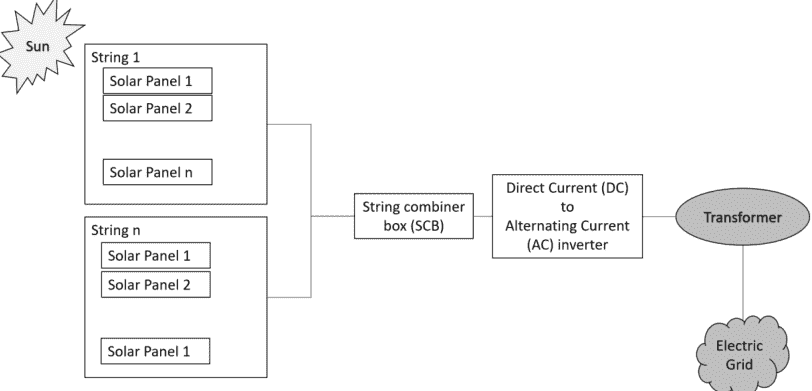 Sun
String 1
Solar Panel 1
Solar Panel 2
Solar Panel n
String n
Solar Panel 1
Solar Panel 2
Solar Panel 1
String combiner
box (SCB)
Direct Current (DC)
to
Alternating Current
(AC) inverter
Transformer
Electric
Grid